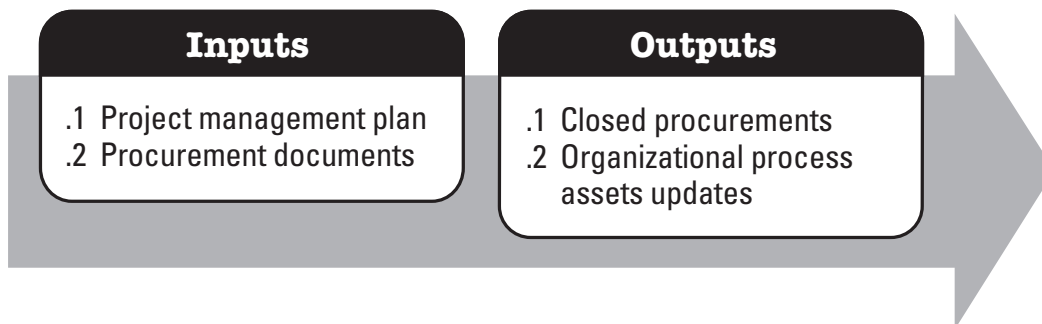 Inputs
.1 Project management plan
.2 Procurement documents
Outputs
.1 Closed procurements
.2 Organizational process
assets updates